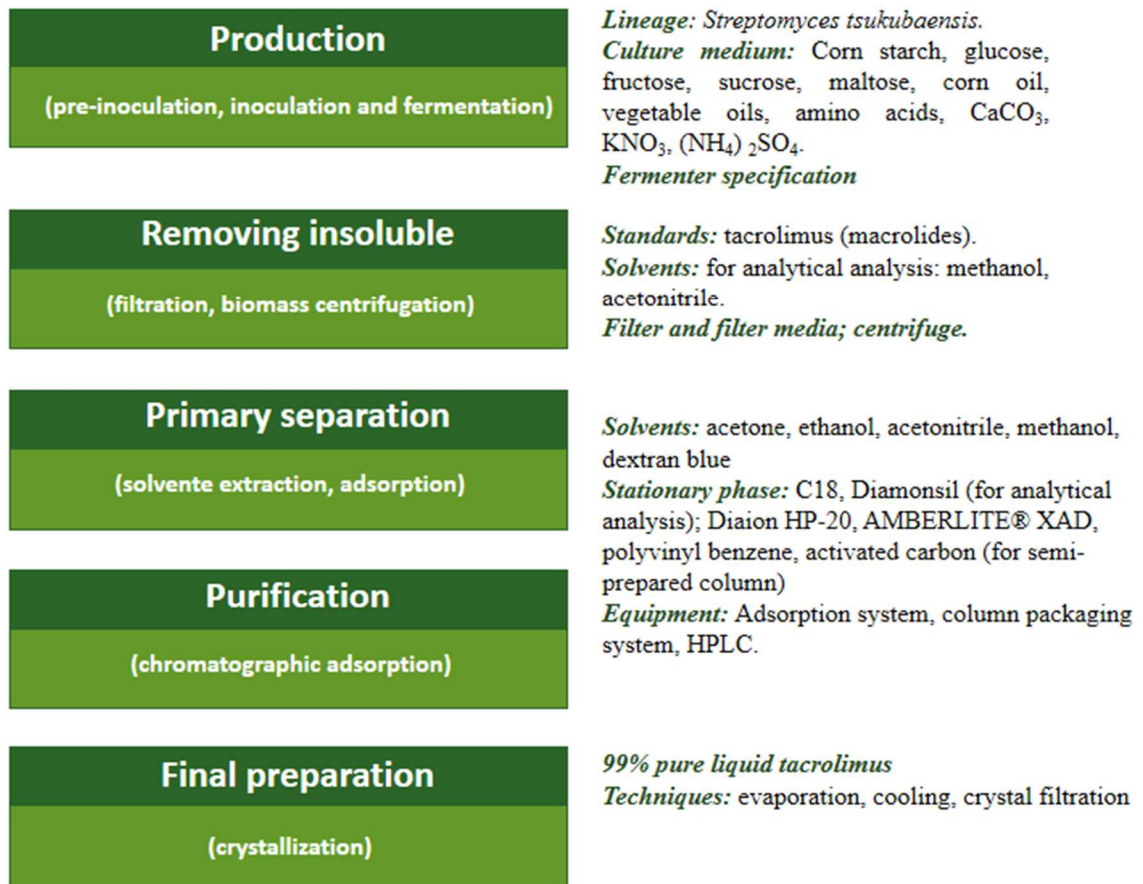 Production
(pre-inoculation, inoculation and fermentation)
Lineage: Streptomyces tsukubaensis.
Culture medium: Corn starch, glucose,
fructose, sucrose, maltose, corn oil,
vegetable oils, amino acids, CaCO3,
KNO3, (NH4) 2SO4.
Fermenter specification
Removing insoluble
(filtration, biomass centrifugation)
Standards: tacrolimus (macrolides).
Solvents: for analytical analysis: methanol,
acetonitrile.
Filter and filter media; centrifuge.
Primary separation
(solvente extraction, adsorption)
Solvents: acetone, ethanol, acetonitrile, methanol,
dextran blue
Stationary phase: C18, Diamonsil (for analytical
analysis); Diaion HP-20, AMBERLITE® XAD,
polyvinyl benzene, activated carbon (for semi-
prepared column)
Equipment: Adsorption system, column packaging
system, HPLC.
Purification
(chromatographic adsorption)
Final preparation
(crystallization)
99% pure liquid tacrolimus
Techniques: evaporation, cooling, crystal filtration